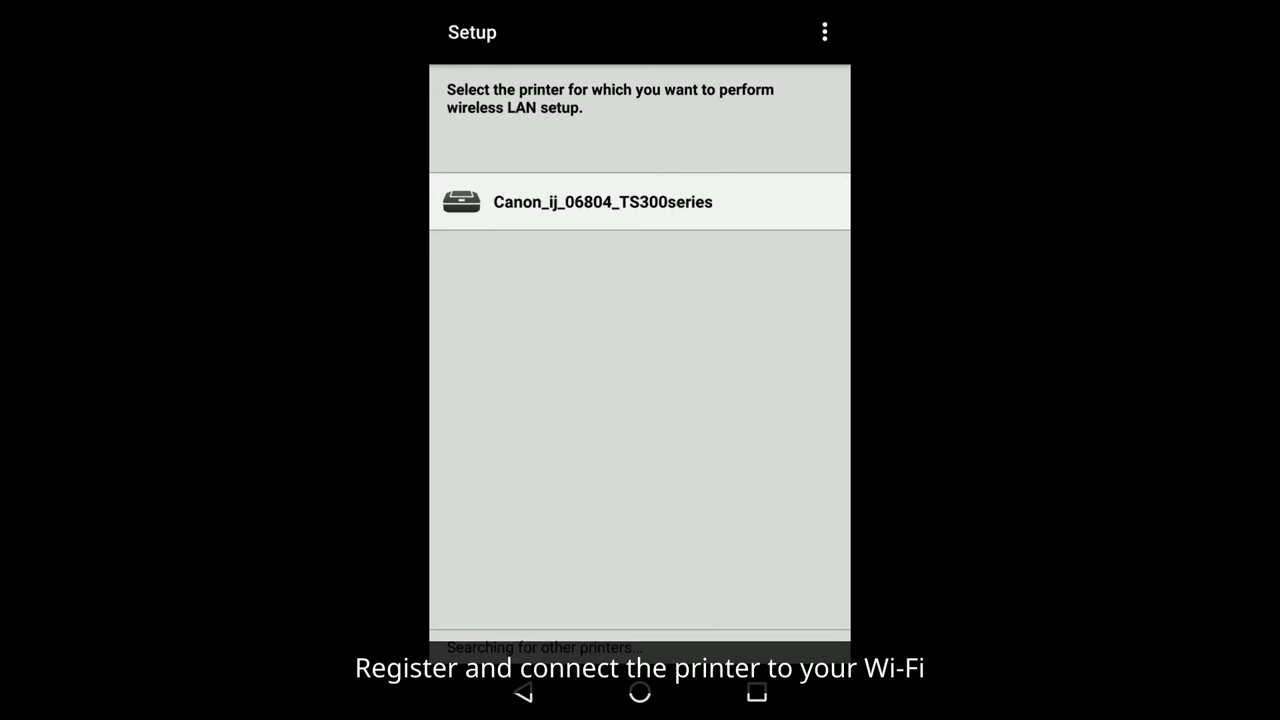 Setup
Select the printer for which you want to perform
wireless LAN setup.
Canon_ij_06804_TS300series
Searching for other printers...
Register and connect the printer to your Wi-Fi